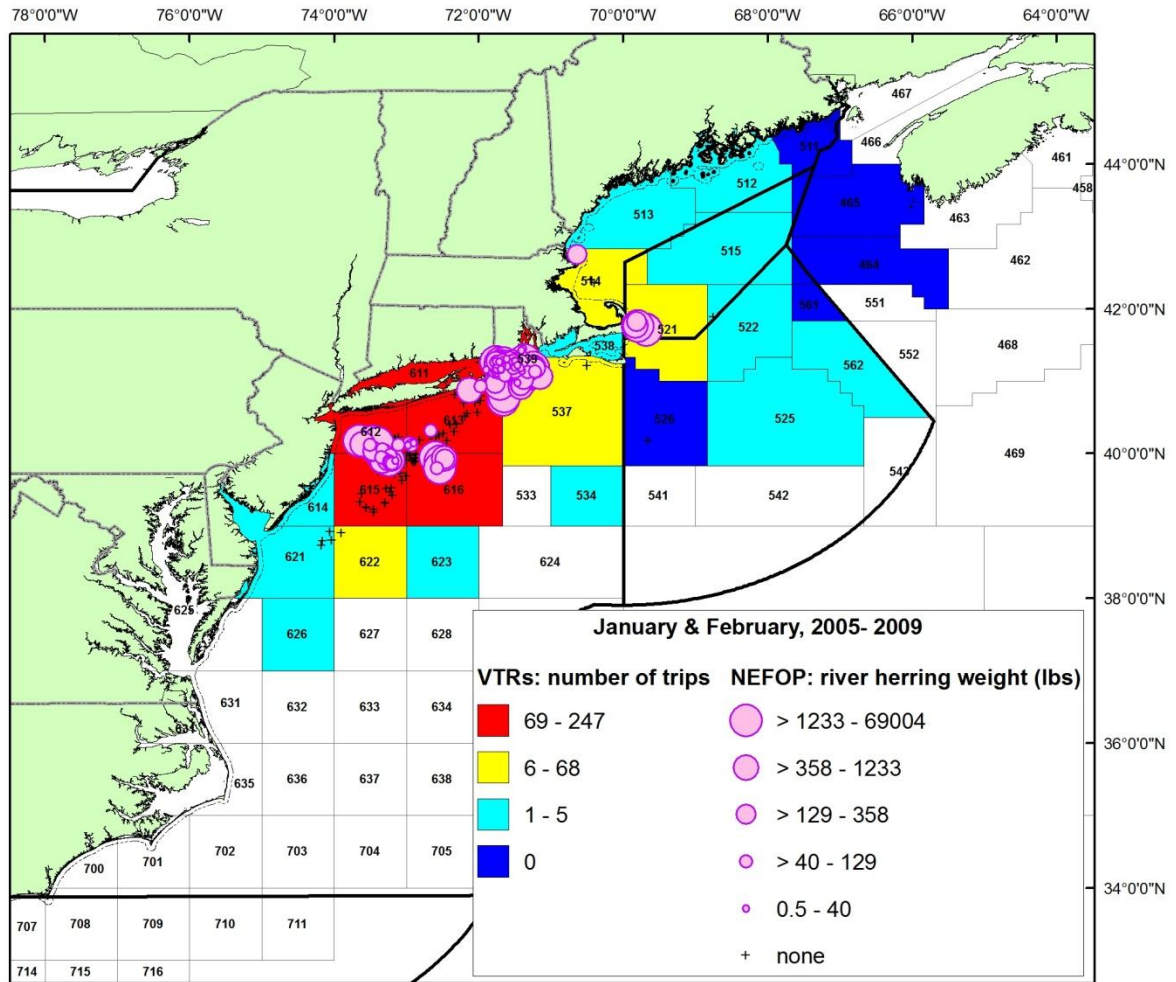 78°0'0"W 76°0'0"W 74°0'0"W 72°0'0"W 70°0'0"W 68°0'0"W 66°0'0"W 64°0'0"W
467
511
466
461
44°0'0"N
512
458
465
513
463
515
462
464
514
561
551
42°0'0"N
521
522
538
552
468
539
562
611
613
537
526
525
612
40°0'0"N
469
543
615 616
533 534 541 542
614
621 622 623 624
38°0'0"N
625
626 627 628
631 632 633 634
36°0'0"N
635 636 637 638
700 701 702 703 704 705
34°0'0"N
707 708 709 710 711
714 715 716
January & February, 2005- 2009
VTRs: number of trips NEFOP: river herring weight (lbs)
69 - 247 > 1233 - 69004
6 - 68 > 358 - 1233
1 - 5 > 129 - 358
0 > 40 - 129
0.5 - 40
none